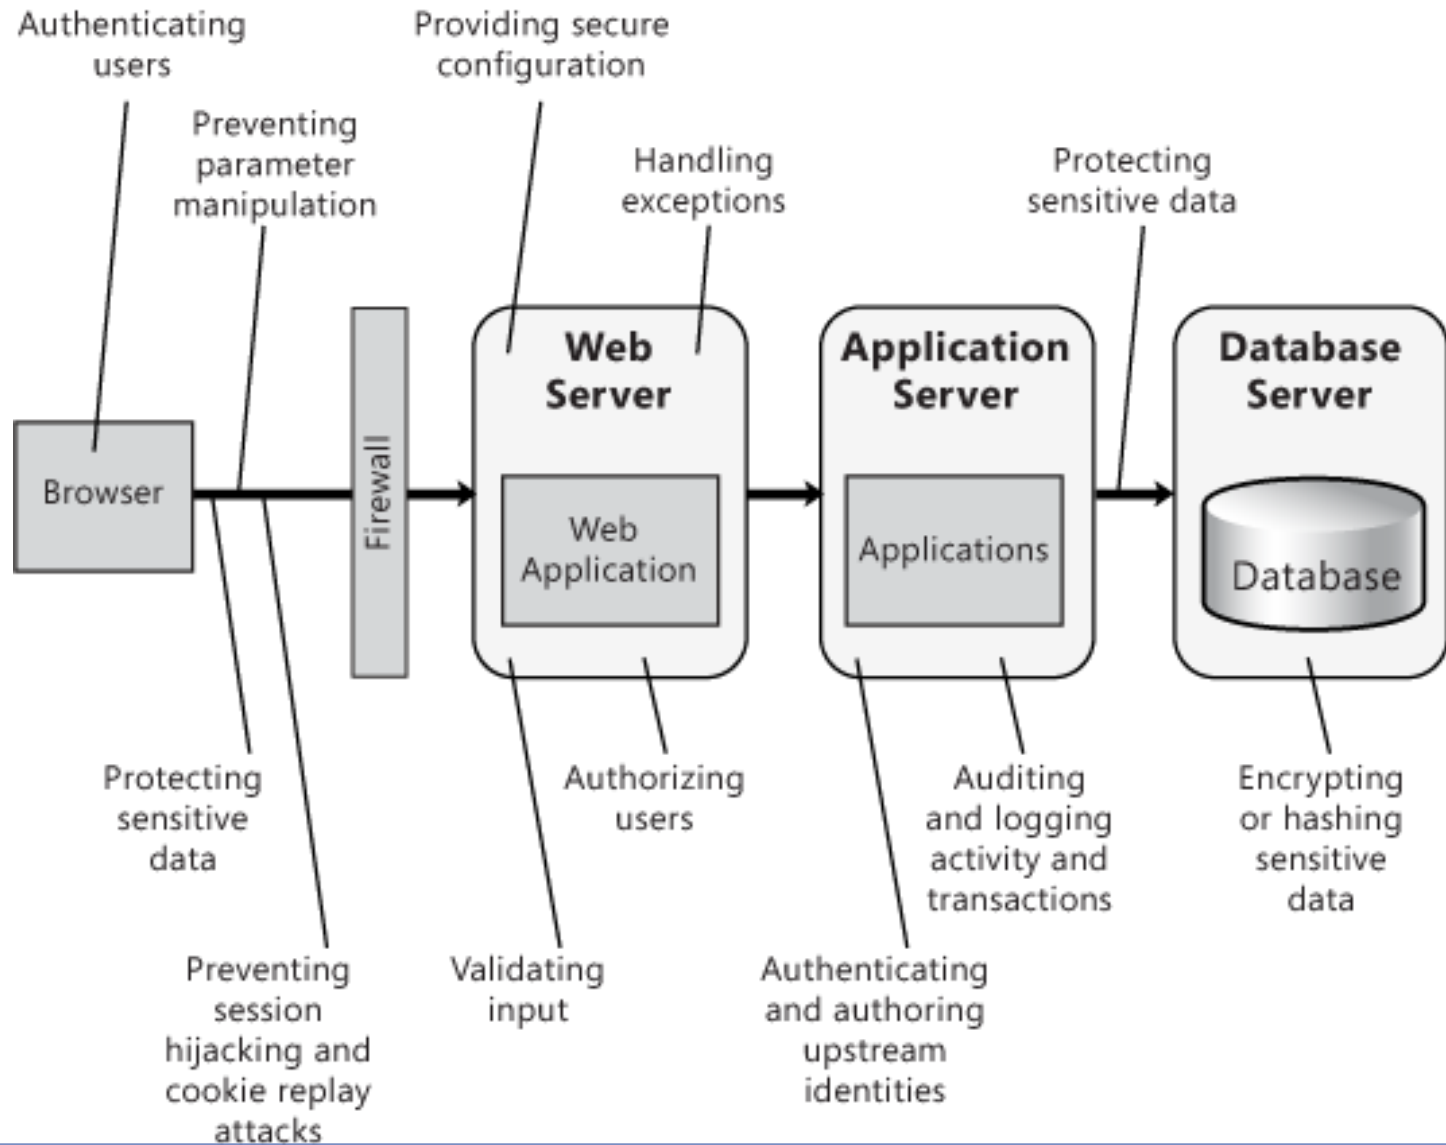 Authenticating
users
Providing secure
configuration
Preventing
parameter
manipulation
Handling
exceptions
Protecting
sensitive data
Browser
Firewall
Web
Server
Web
Application
Application
Server
Applications
Database
Server
Database
Protecting
sensitive
data
Authorizing
users
Auditing
and logging
activity and
transactions
Encrypting
or hashing
sensitive
data
Preventing
session
hijacking and
cookie replay
attacks
Validating
input
Authenticating
and authoring
upstream
identities